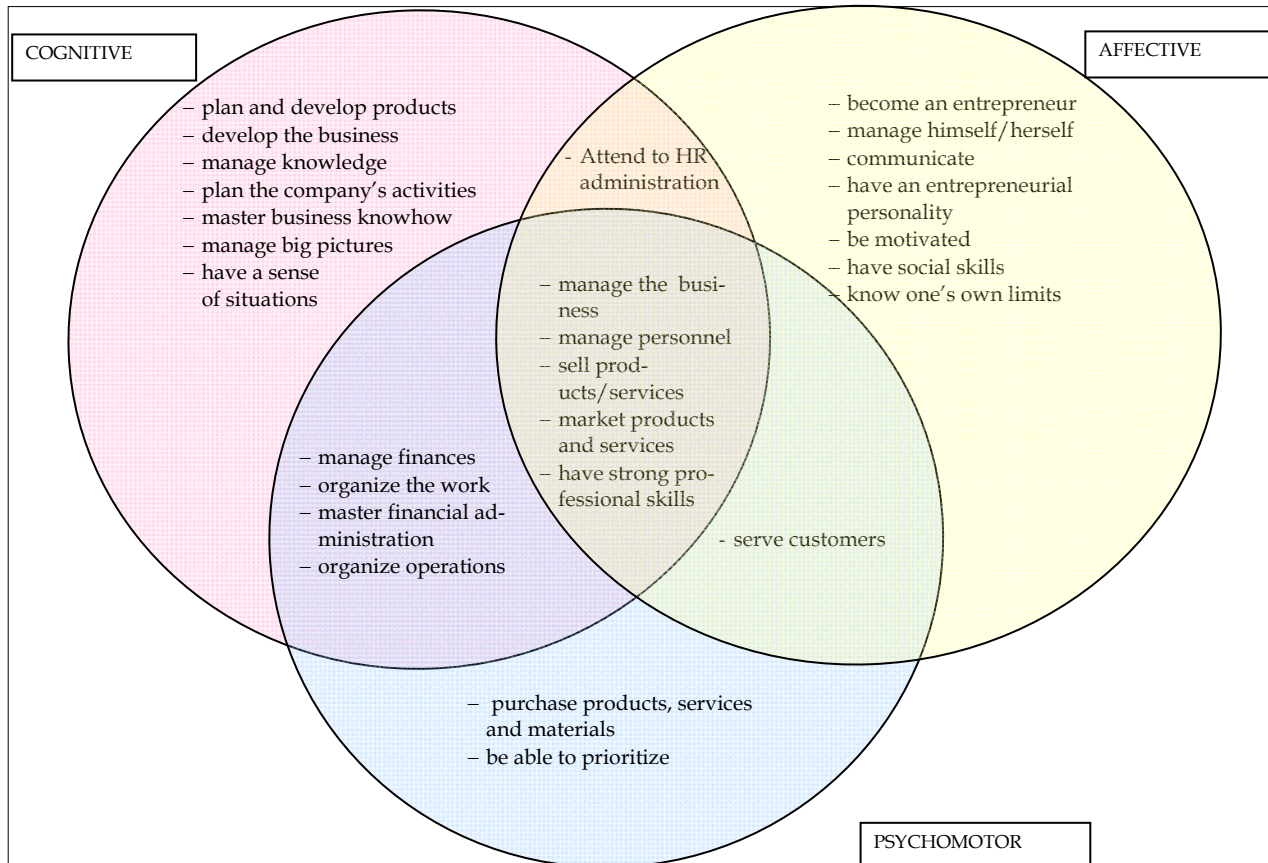 COGNITIVE
AFFECTIVE
– plan and develop products
– develop the business
– manage knowledge
– plan the company’s activities
– master business knowhow
– manage big pictures
– have a sense
of situations
- Attend to HR
administration
– become an entrepreneur
– manage himself/herself
– communicate
– have an entrepreneurial
personality
– be motivated
– have social skills
– know one’s own limits
– manage the busi-
ness
– manage personnel
– sell prod-
ucts/services
– market products
and services
– have strong pro-
fessional skills
– manage finances
– organize the work
– master financial ad-
ministration
– organize operations
- serve customers
– purchase products, services
and materials
– be able to prioritize
PSYCHOMOTOR